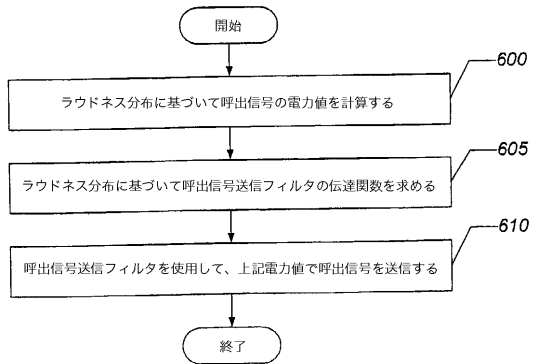 開始
600
ラウドネス分布に基づいて呼出信号の電力値を計算する
605
ラウドネス分布に基づいて呼出信号送信フィルタの伝達関数を求める
610
呼出信号送信フィルタを使用して、上記電力値で呼出信号を送信する
終了